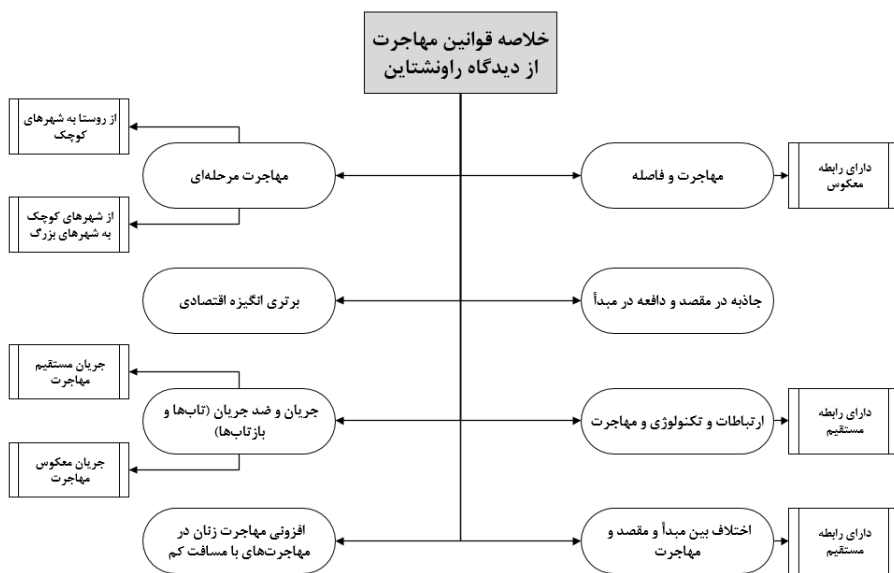 خلاصه قوانین مهاجرت
از دیدگاه راونشتاین
مهاجرت و فاصله
دارای رابطه
معکوس
مهاجرت مرحله‌ای
از روستا به شهرهای
کوچک
از شهرهای کوچک
به شهرهای بزرگ
جاذبه در مقصد و دافعه در مبدأ
برتری انگیزه اقتصادی
ارتباطات و تکنولوژی و مهاجرت
دارای رابطه
مستقیم
جریان و ضد جریان (تاب‌ها و
بازتاب‌ها)
جریان مستقیم
مهاجرت
جریان معکوس
مهاجرت
اختلاف بین مبدأ و مقصد و
مهاجرت
دارای رابطه
مستقیم
افزونی مهاجرت زنان در
مهاجرت‌های با مسافت کم